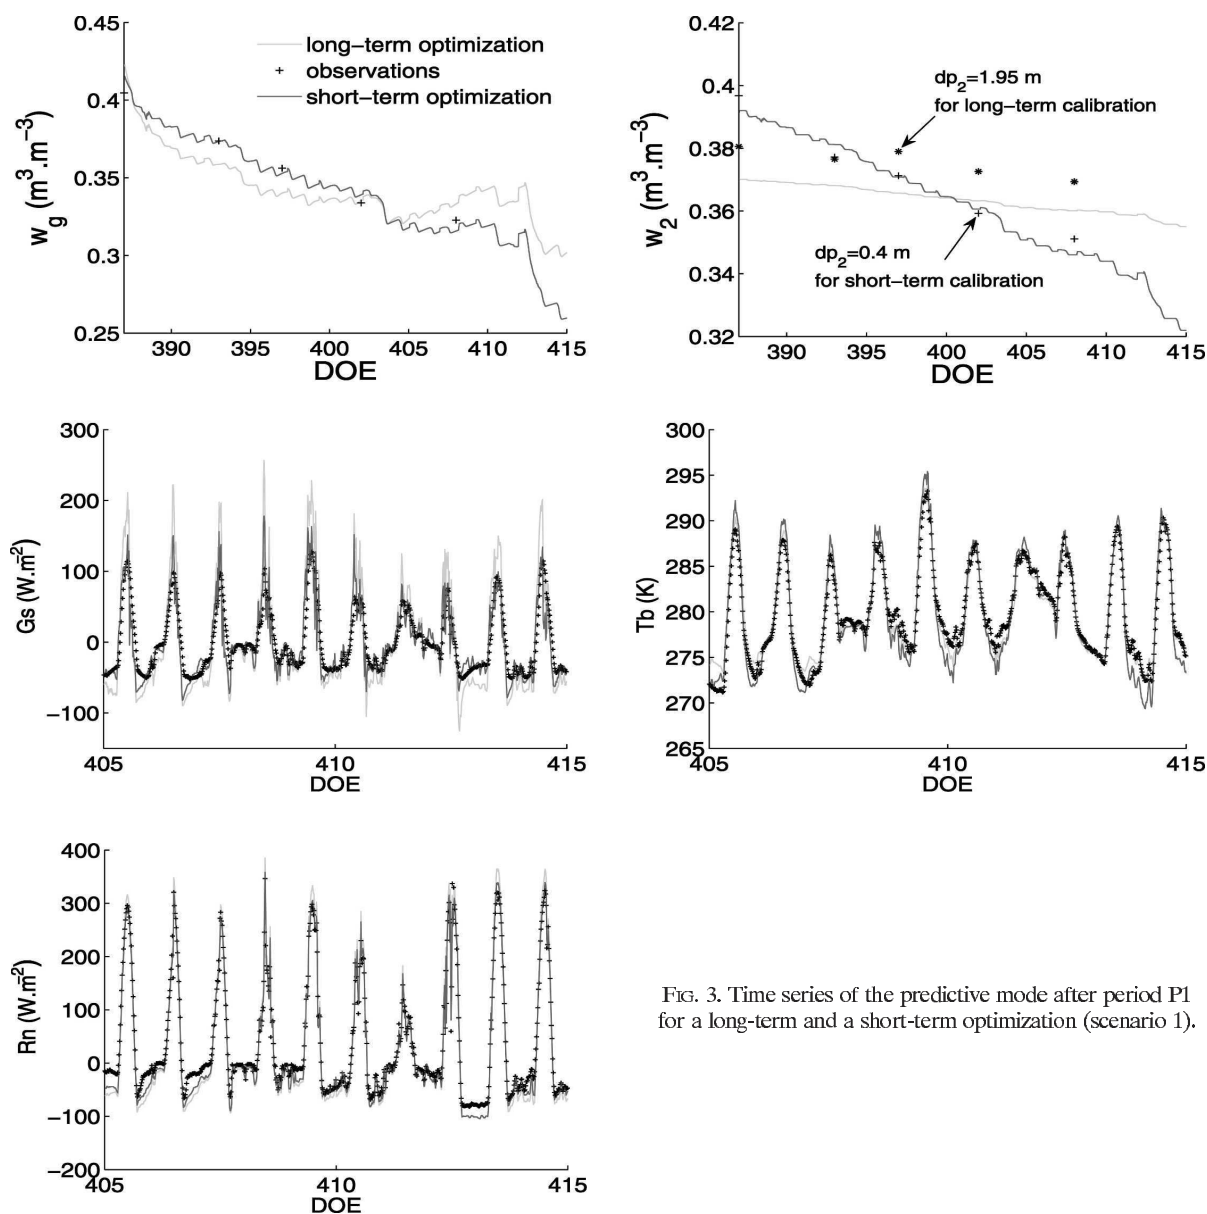 0.45
0.4
0.35
0.3
0.25
w_g (m³.m⁻³)
long−term optimization
observations
short−term optimization
390 395 400 405 410 415
DOE
0.42
0.4
0.38
0.36
0.34
0.32
w_2 (m³.m⁻³)
dp₂=1.95 m
for long−term calibration
dp₂=0.4 m
for short−term calibration
390 395 400 405 410 415
DOE
300
200
100
0
−100
Gs (W.m⁻²)
405 410 415
DOE
300
295
290
285
280
275
270
265
Tb (K)
405 410 415
DOE
400
300
200
100
0
−100
−200
Rn (W.m⁻²)
405 410 415
DOE
FIG. 3. Time series of the predictive mode after period P1
for a long-term and a short-term optimization (scenario 1).